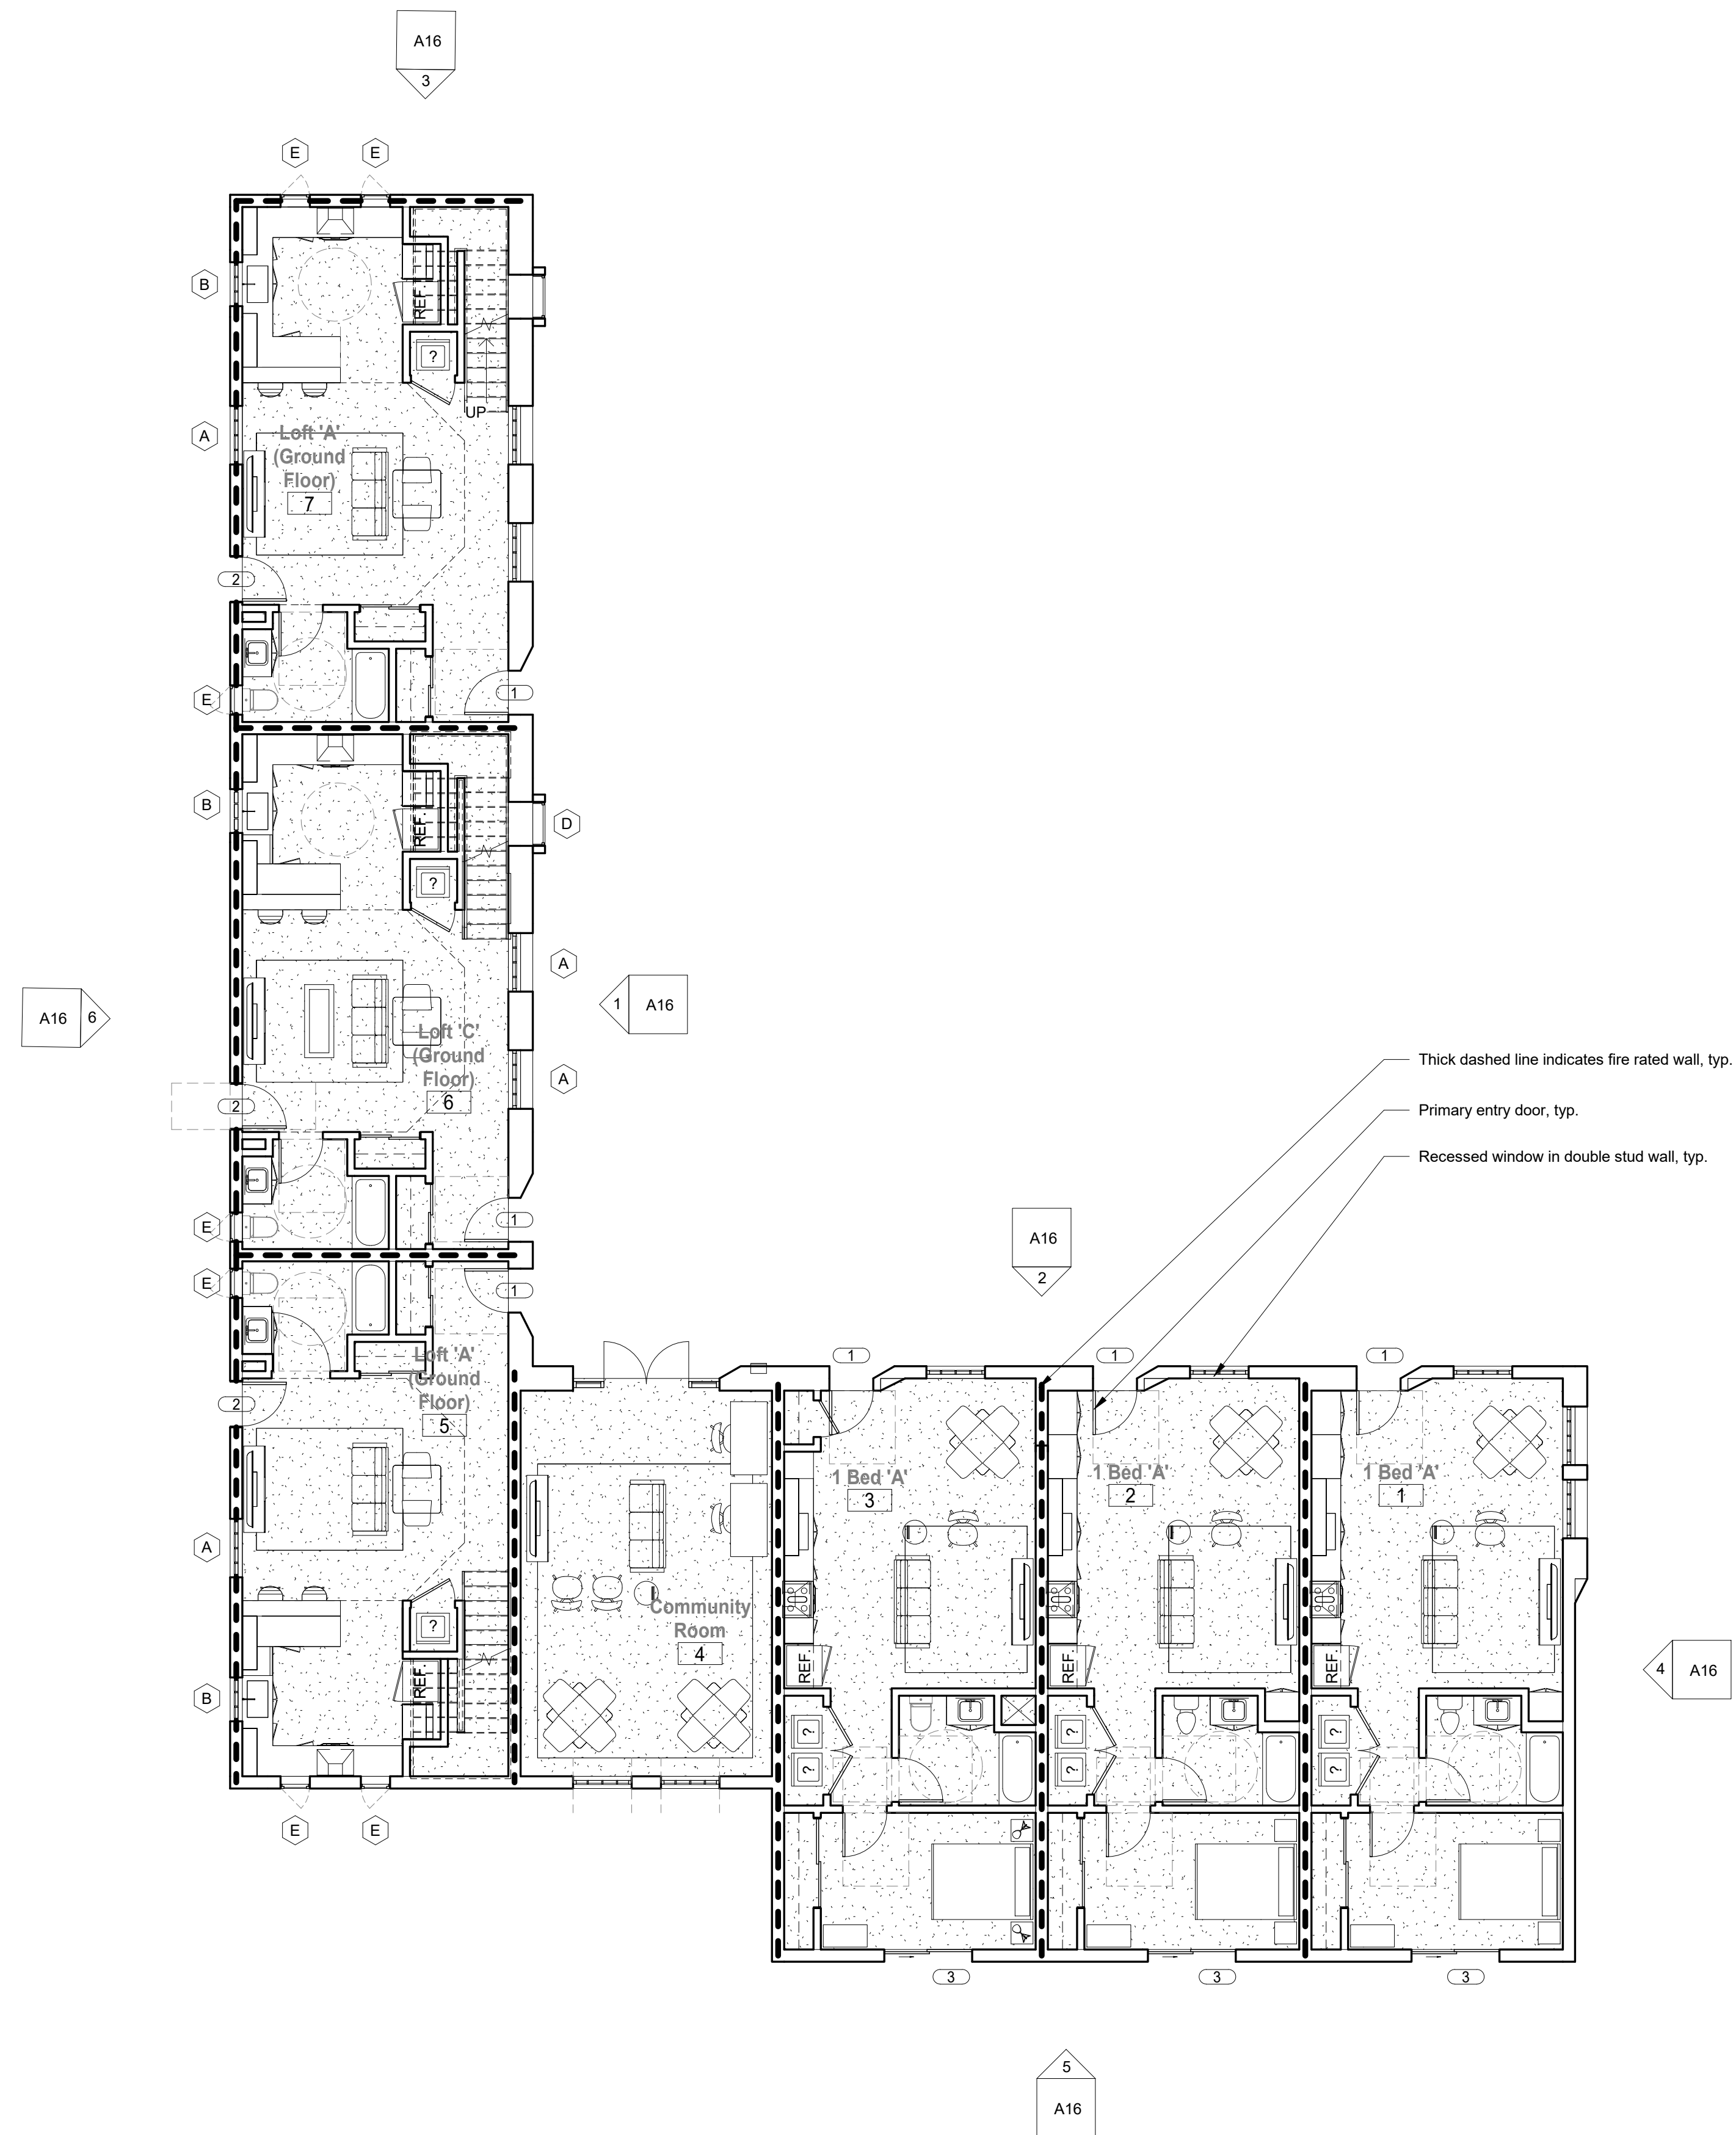 A16
3
E
E
B
REF.
?
UP
A
Loft 'A'
(Ground
Floor)
7
2
E
1
B
REF.
D
?
A
A16
6
1
A16
Loft 'C'
(Ground
Floor)
6
A
2
Thick dashed line indicates fire rated wall, typ.
Primary entry door, typ.
Recessed window in double stud wall, typ.
E
1
A16
2
E
1
Loft 'A'
(Ground
Floor)
5
2
1
1
1
1 Bed 'A'
3
1 Bed 'A'
2
1 Bed 'A'
1
A
Community
Room
4
?
REF.
REF.
REF.
REF.
B
4
A16
?
?
?
?
?
?
E
E
3
3
3
5
A16